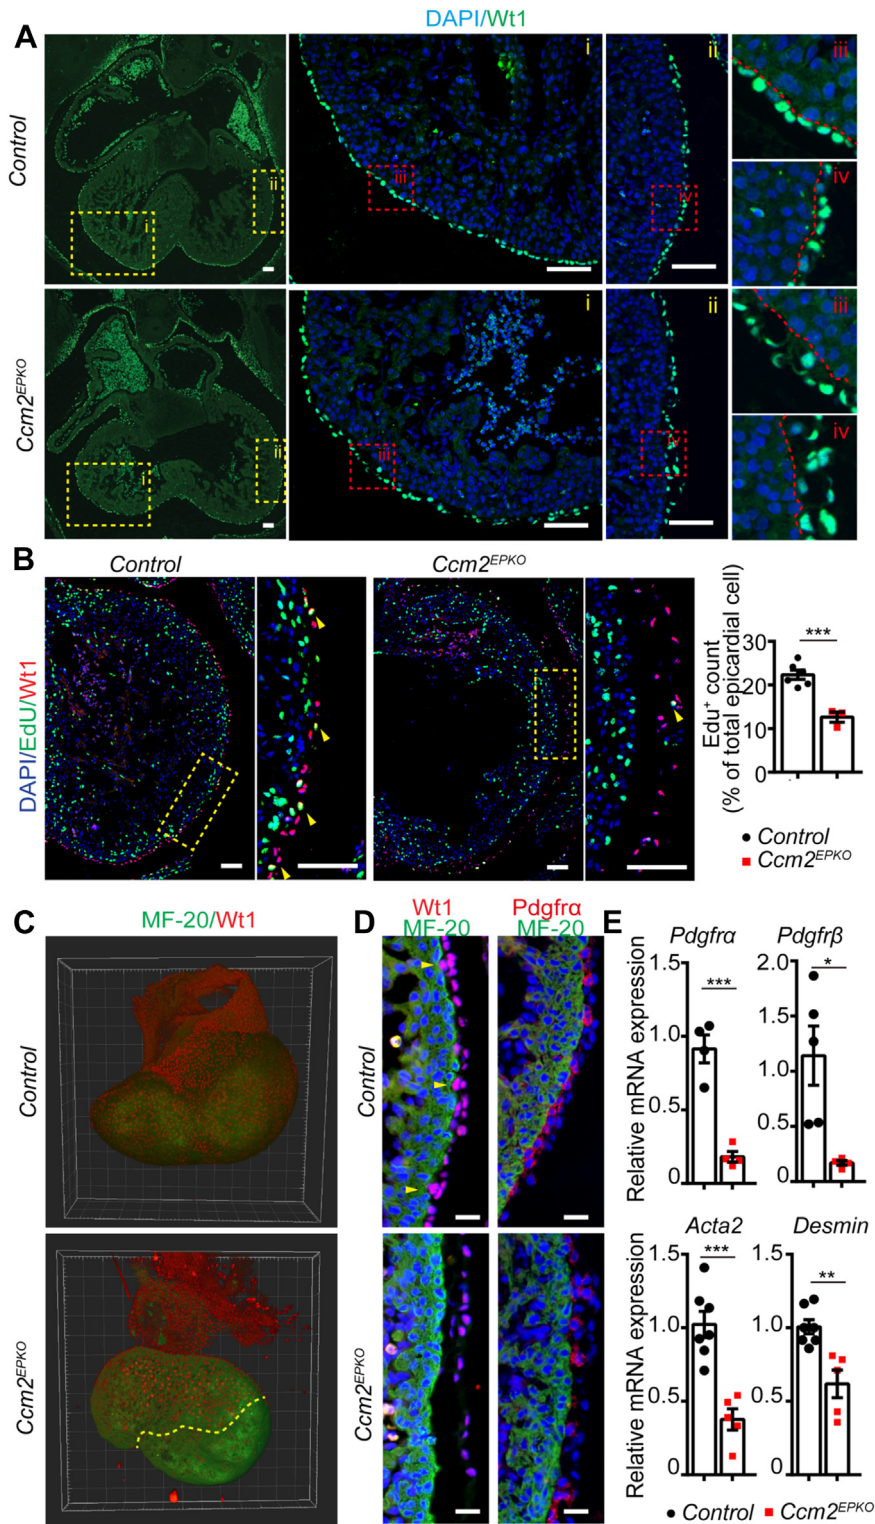 DAPI/Wt1
A
Control
i
ii
i
iii
ii
iv
iii
iv
Ccm2EPKO
i
ii
i
iii
ii
iv
iii
iv
B
Control
Ccm2EPKO
DAPI/EdU/Wt1
Edu+ count
(% of total epicardial cell)
30
20
10
0
***
Control
Ccm2EPKO
C
MF-20/Wt1
Control
Ccm2EPKO
D
Wt1
MF-20
Pdgfrα
MF-20
Control
Ccm2EPKO
E
Pdgfrα
Relative mRNA expression
1.5
1.0
0.5
0
***
Pdgfrβ
2.0
1.5
1.0
0.5
0
*
Acta2
Relative mRNA expression
1.5
1.0
0.5
0
***
Desmin
1.5
1.0
0.5
0
**
Control
Ccm2EPKO